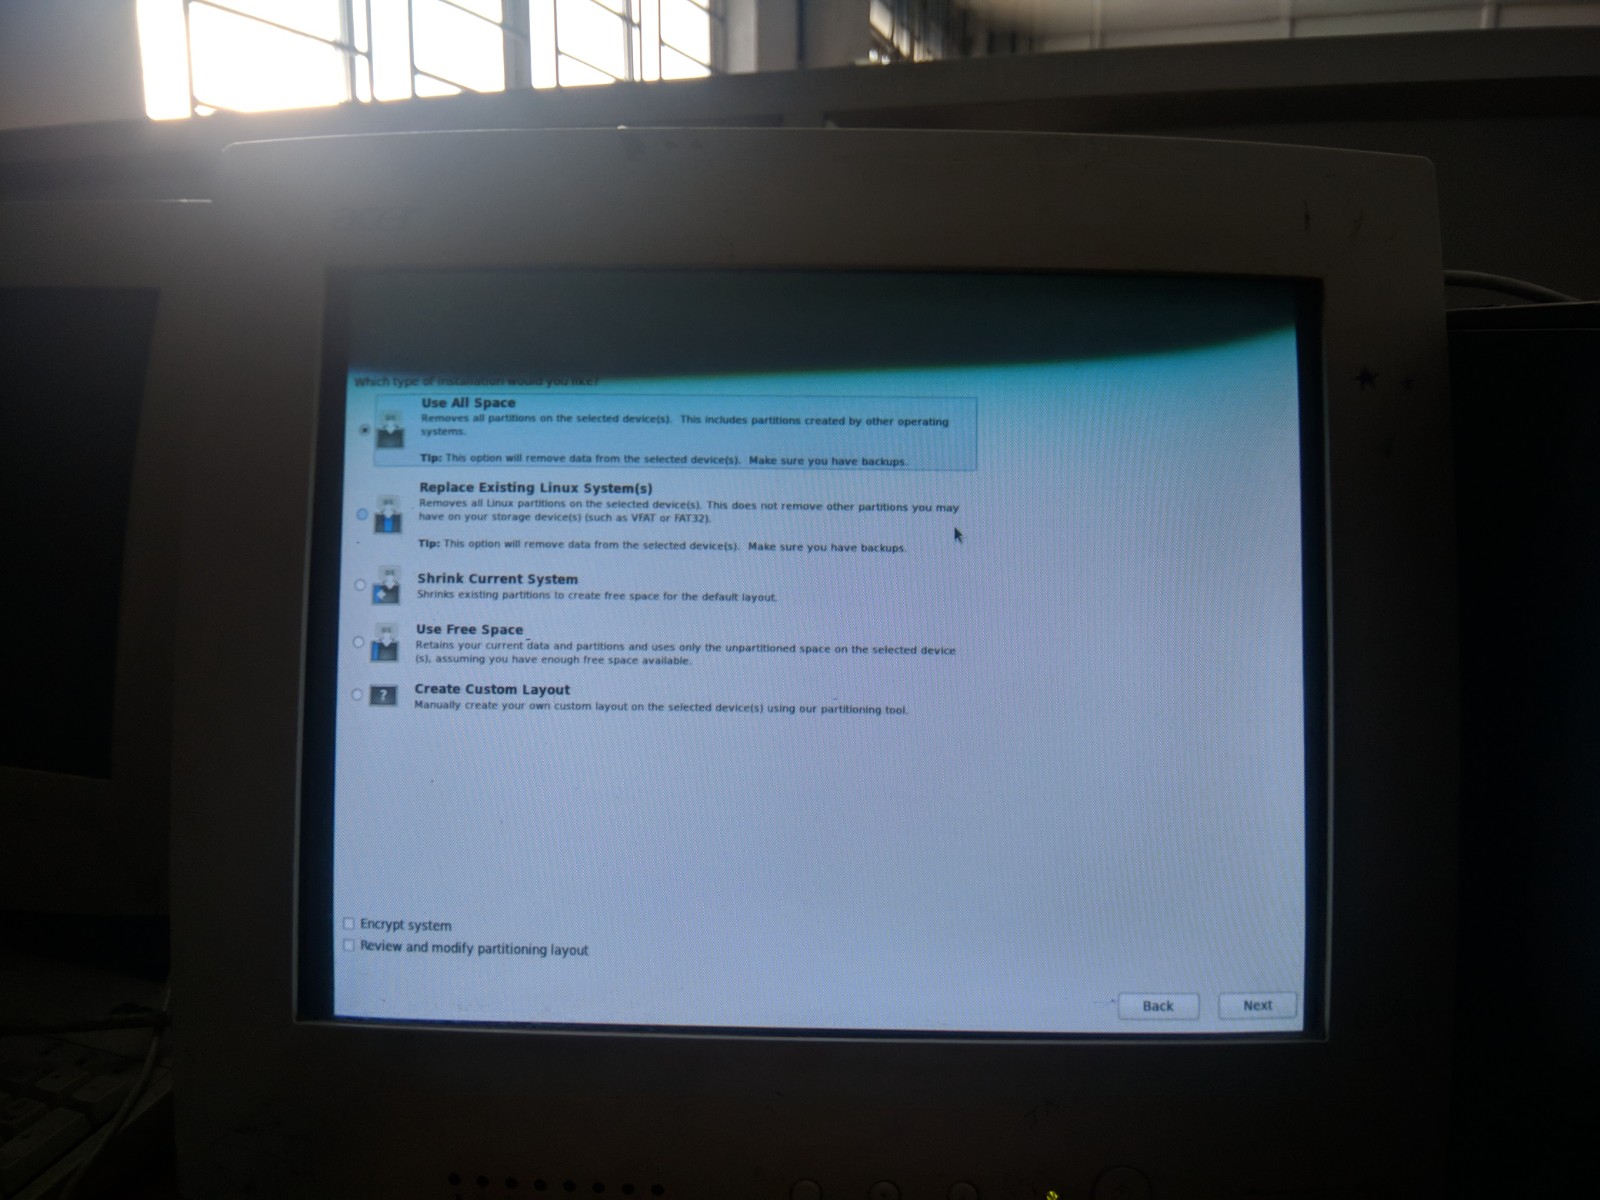 Which type of installation would you like?
Use All Space
Removes all partitions on the selected device(s). This includes partitions created by other operating
systems.
Tip: This option will remove data from the selected device(s). Make sure you have backups.
Replace Existing Linux System(s)
Removes all Linux partitions on the selected device(s). This does not remove other partitions you may
have on your storage device(s) (such as VFAT or FAT32).
Tip: This option will remove data from the selected device(s). Make sure you have backups.
Shrink Current System
Shrinks existing partitions to create free space for the default layout.
Use Free Space
Retains your current data and partitions and uses only the unpartitioned space on the selected device
(s), assuming you have enough free space available.
?
Create Custom Layout
Manually create your own custom layout on the selected device(s) using our partitioning tool.
Encrypt system
Review and modify partitioning layout
Back
Next